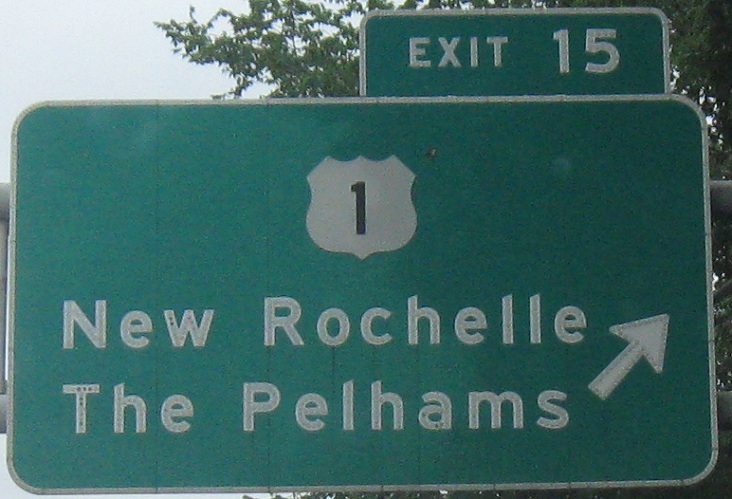 EXIT 15
1
New Rochelle
The Pelhams